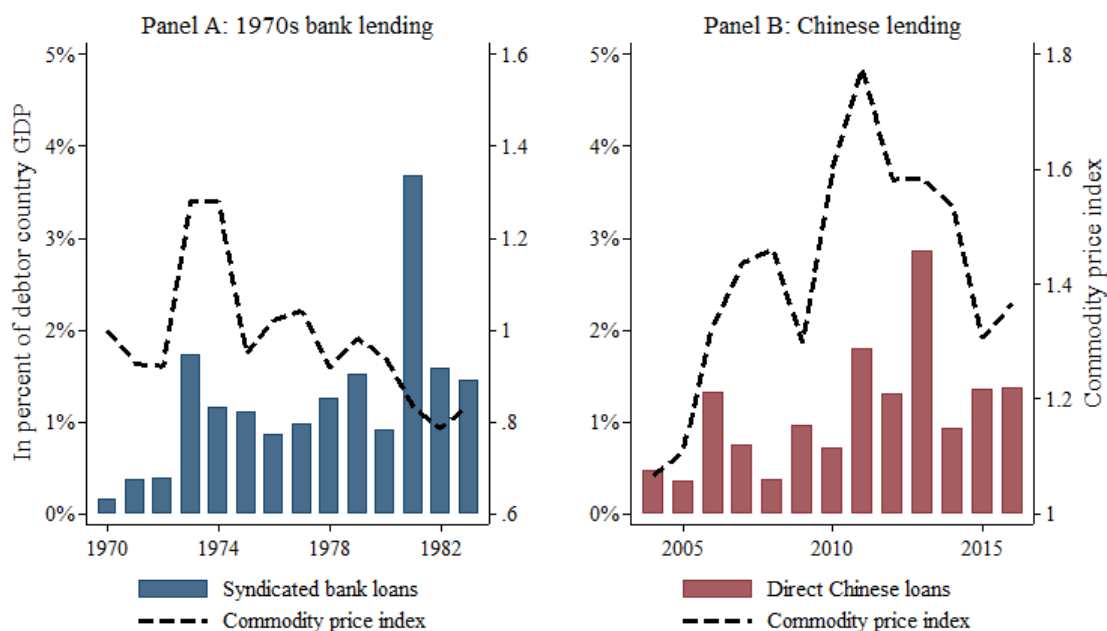 Panel A: 1970s bank lending
5%
4%
3%
2%
1%
0%
In percent of debtor country GDP
1.6
1.4
1.2
1
.8
.6
1970 1974 1978 1982
Syndicated bank loans
Commodity price index
Panel B: Chinese lending
5%
4%
3%
2%
1%
0%
1.8
1.6
1.4
1.2
1
Commodity price index
2005 2010 2015
Direct Chinese loans
Commodity price index